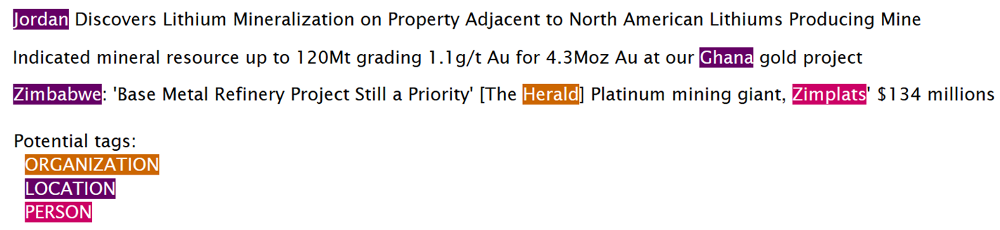 Jordan Discovers Lithium Mineralization on Property Adjacent to North American Lithiums Producing Mine
Indicated mineral resource up to 120Mt grading 1.1g/t Au for 4.3Moz Au at our Ghana gold project
Zimbabwe: 'Base Metal Refinery Project Still a Priority' [The Herald] Platinum mining giant, Zimplats' $134 millions
Potential tags:
ORGANIZATION
LOCATION
PERSON